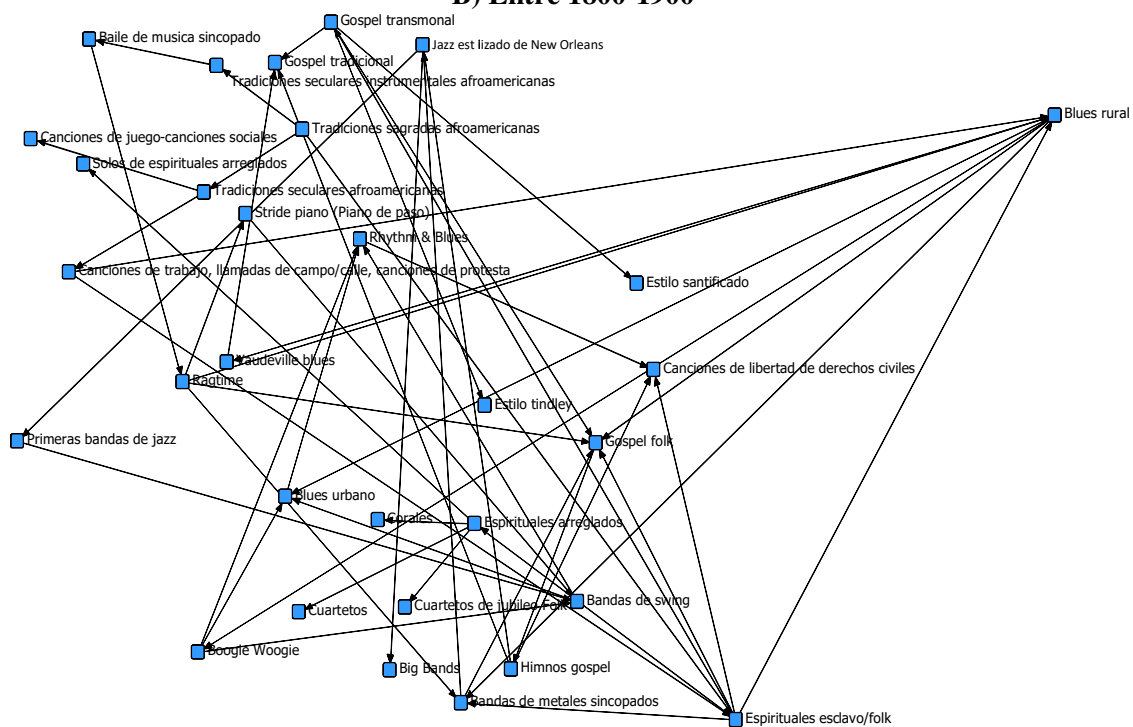 B) Entre 1800-1900
Gospel transmonal
Baile de musica sincopado
Jazz est lizado de New Orleans
Gospel tradicional
Tradiciones seculares instrumentales afroamericanas
Blues rural
Tradiciones sagradas afroamericanas
Canciones de juego-canciones sociales
Solos de espirituales arreglados
Tradiciones seculares afroamericanas
Stride piano (Piano de paso)
Rhythm & Blues
Canciones de trabajo, llamadas de campo/calle, canciones de protesta
Estilo santificado
Vaudeville blues
Canciones de libertad de derechos civiles
Ragtime
Estilo tindley
Primeras bandas de jazz
Gospel folk
Blues urbano
Corales
Espirituales arreglados
Bandas de swing
Cuartetos de jubileo Folk
Cuartetos
Boogie Woogie
Big Bands
Himnos gospel
Bandas de metales sincopados
Espirituales esclavo/folk